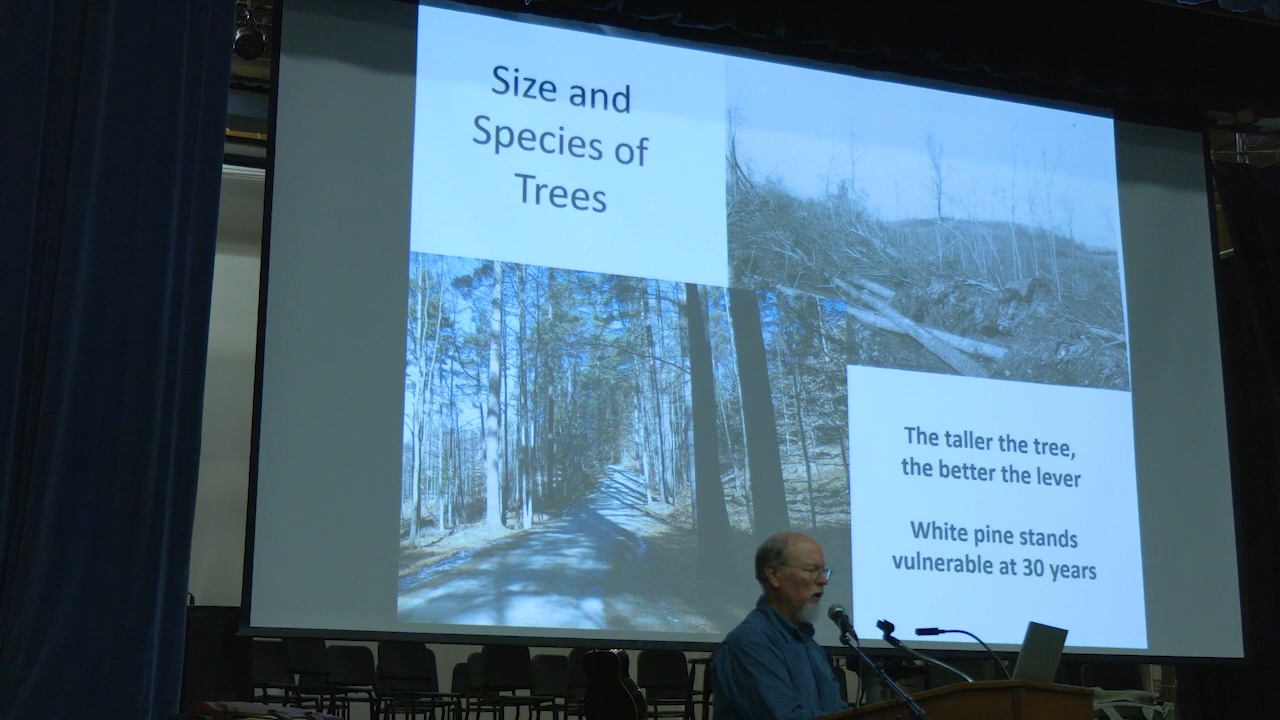 Size and
Species of
Trees
The taller the tree,
the better the lever
White pine stands
vulnerable at 30 years